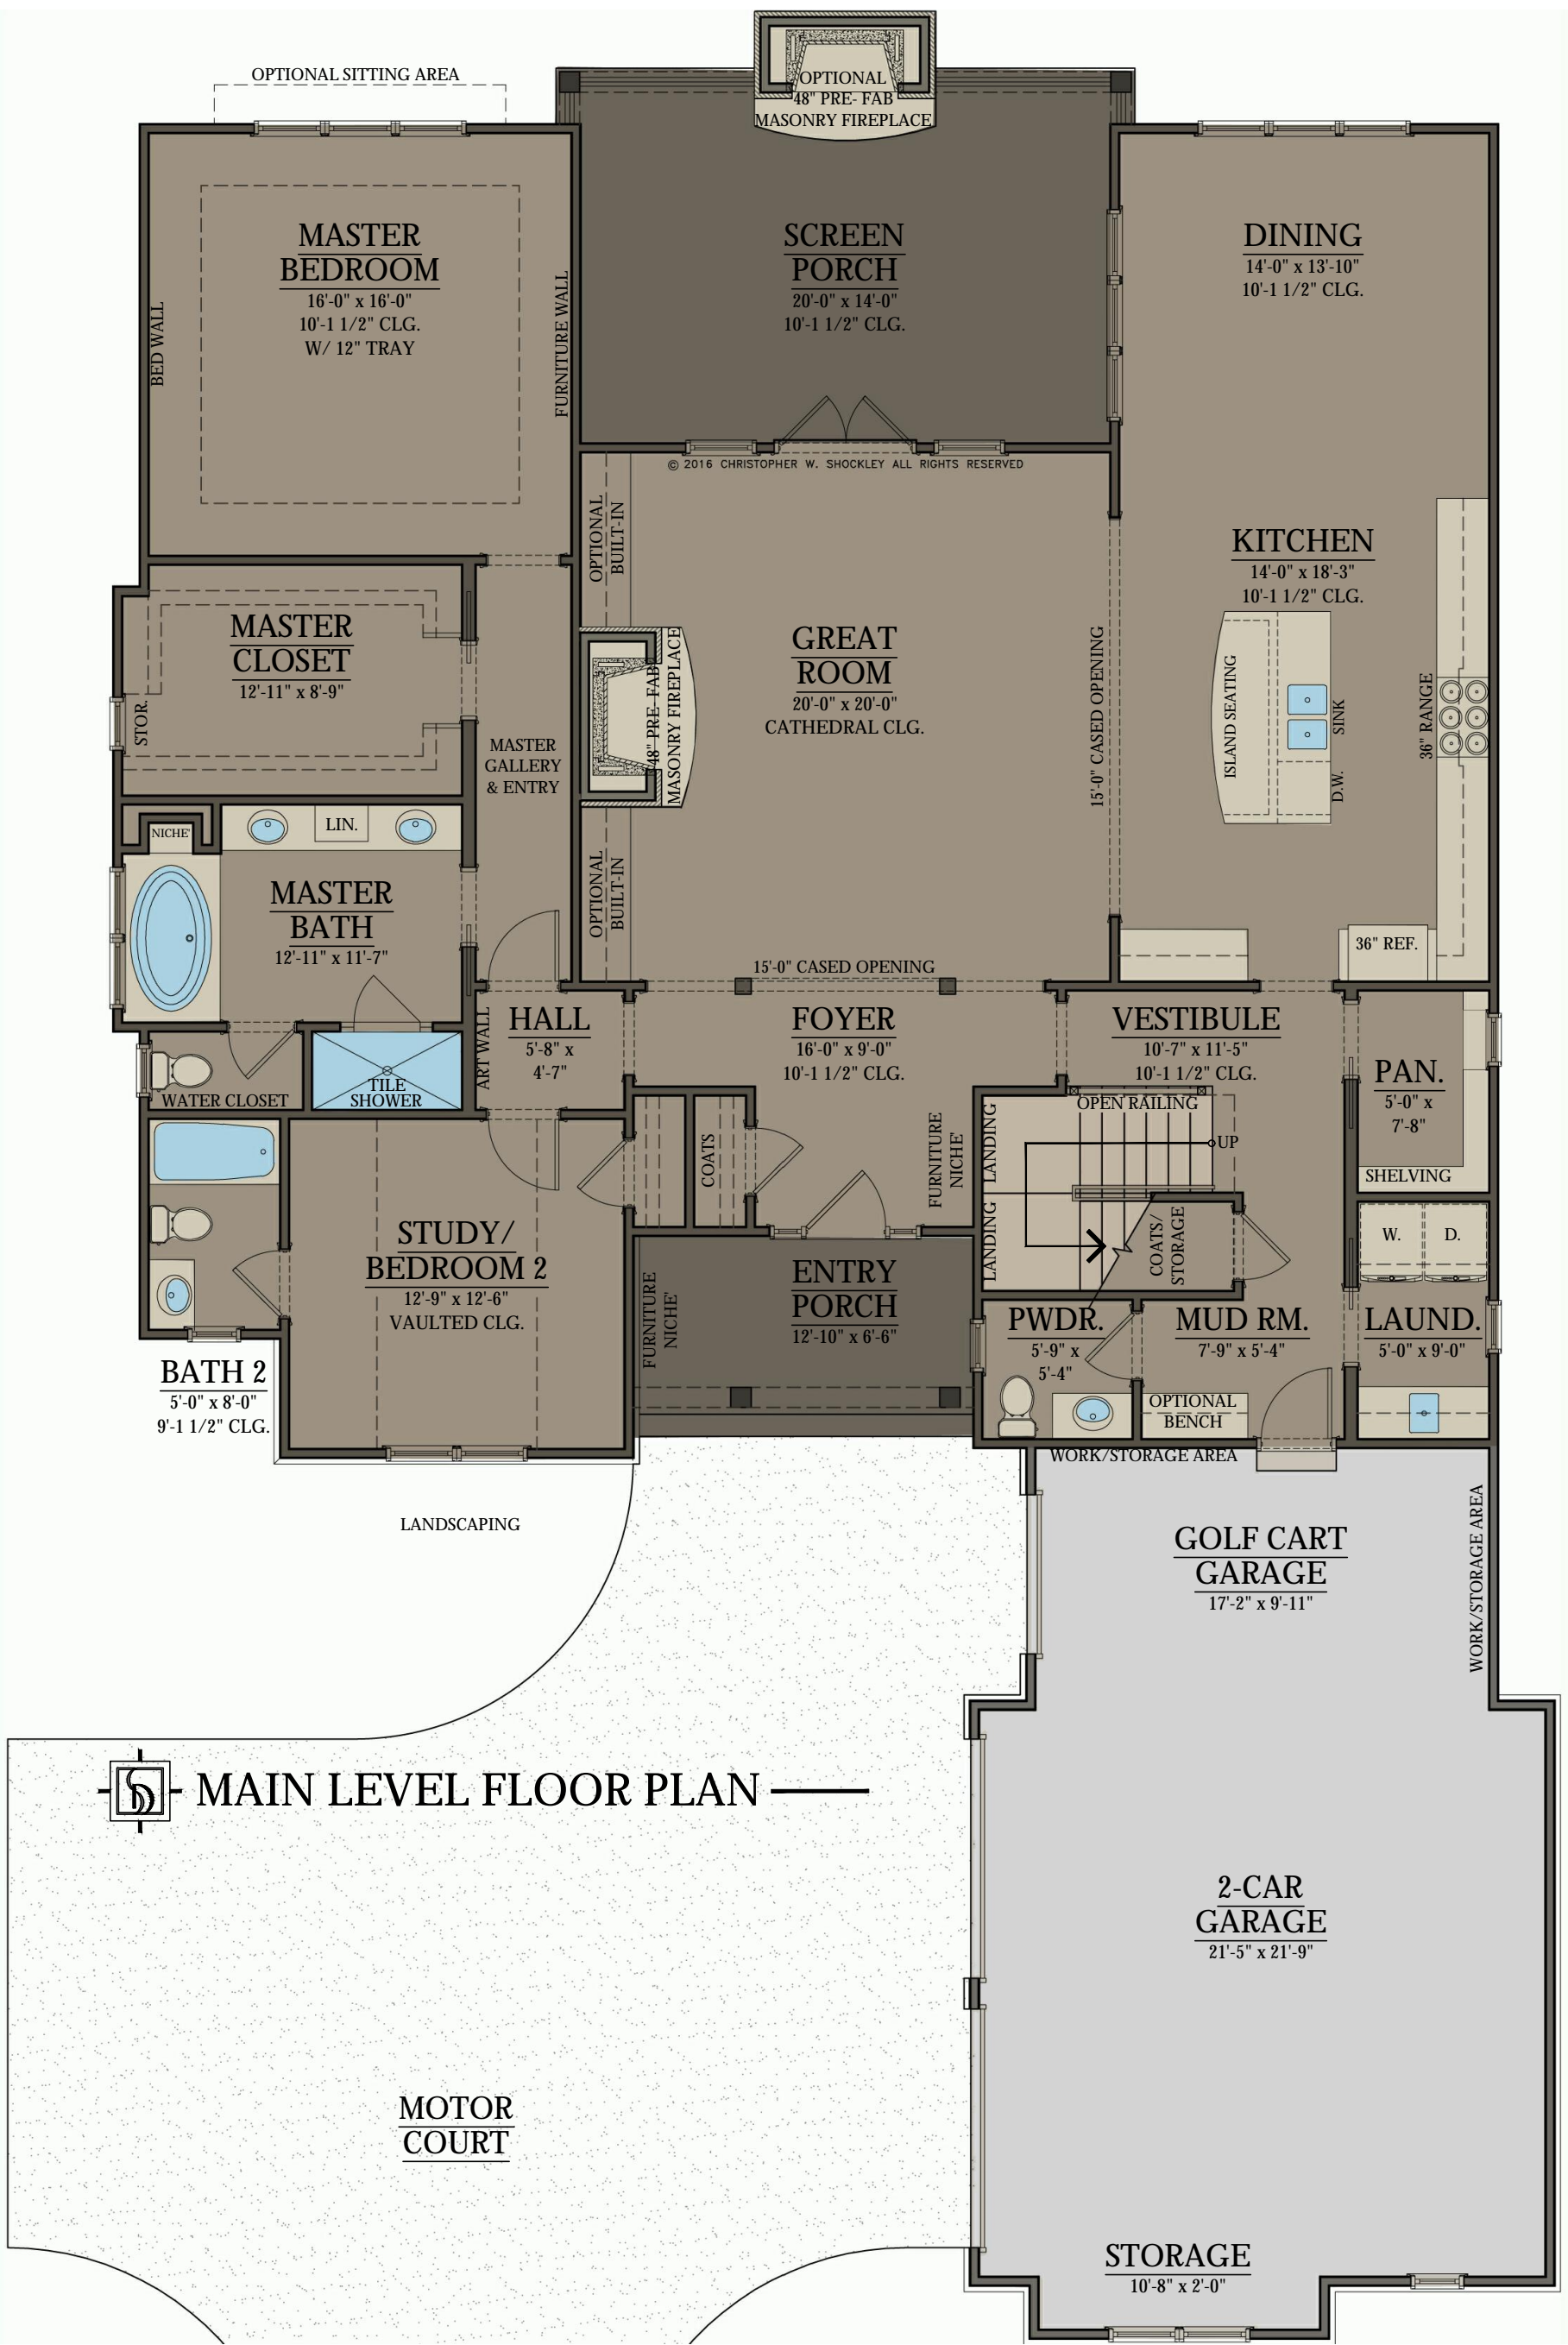 OPTIONAL SITTING AREA
OPTIONAL
48" PRE- FAB
MASONRY FIREPLACE
MASTER
BEDROOM
16'-0" x 16'-0"
10'-1 1/2" CLG.
W/ 12" TRAY
BED WALL
FURNITURE WALL
SCREEN
PORCH
20'-0" x 14'-0"
10'-1 1/2" CLG.
DINING
14'-0" x 13'-10"
10'-1 1/2" CLG.
© 2016 CHRISTOPHER W. SHOCKLEY ALL RIGHTS RESERVED
OPTIONAL
BUILT-IN
KITCHEN
14'-0" x 18'-3"
10'-1 1/2" CLG.
MASTER
CLOSET
12'-11" x 8'-9"
STOR.
MASTER
GALLERY
& ENTRY
48" PRE- FAB
MASONRY FIREPLACE
GREAT
ROOM
20'-0" x 20'-0"
CATHEDRAL CLG.
15'-0" CASED OPENING
ISLAND SEATING
SINK
D.W.
36" RANGE
NICHE'
LIN.
MASTER
BATH
12'-11" x 11'-7"
OPTIONAL
BUILT-IN
36" REF.
15'-0" CASED OPENING
ART WALL
HALL
5'-8" x
4'-7"
FOYER
16'-0" x 9'-0"
10'-1 1/2" CLG.
VESTIBULE
10'-7" x 11'-5"
10'-1 1/2" CLG.
PAN.
5'-0" x
7'-8"
SHELVING
WATER CLOSET
TILE
SHOWER
COATS
FURNITURE
NICHE'
OPEN RAILING
LANDING
UP
LANDING
COATS/
STORAGE
W.
D.
STUDY/
BEDROOM 2
12'-9" x 12'-6"
VAULTED CLG.
FURNITURE
NICHE'
ENTRY
PORCH
12'-10" x 6'-6"
PWDR.
5'-9" x
5'-4"
MUD RM.
7'-9" x 5'-4"
LAUND.
5'-0" x 9'-0"
BATH 2
5'-0" x 8'-0"
9'-1 1/2" CLG.
OPTIONAL
BENCH
WORK/STORAGE AREA
LANDSCAPING
GOLF CART
GARAGE
17'-2" x 9'-11"
WORK/STORAGE AREA
MAIN LEVEL FLOOR PLAN
2-CAR
GARAGE
21'-5" x 21'-9"
MOTOR
COURT
STORAGE
10'-8" x 2'-0"